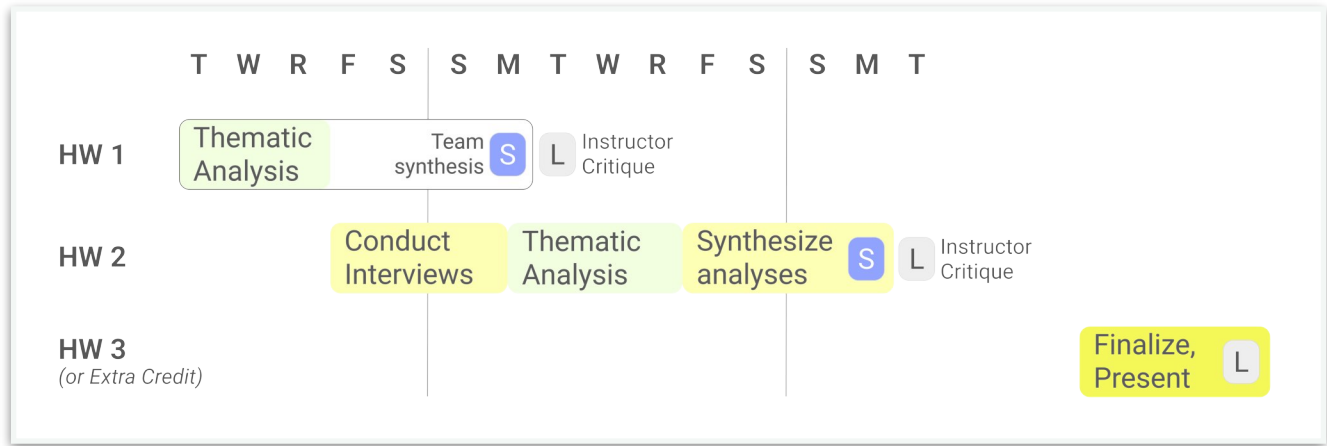 T W R F S S M T W R F S S M T
HW 1
Thematic
Analysis
Team
synthesis
S
L
Instructor
Critique
HW 2
Conduct
Interviews
Thematic
Analysis
Synthesize
analyses
S
L
Instructor
Critique
HW 3
(or Extra Credit)
Finalize,
Present
L